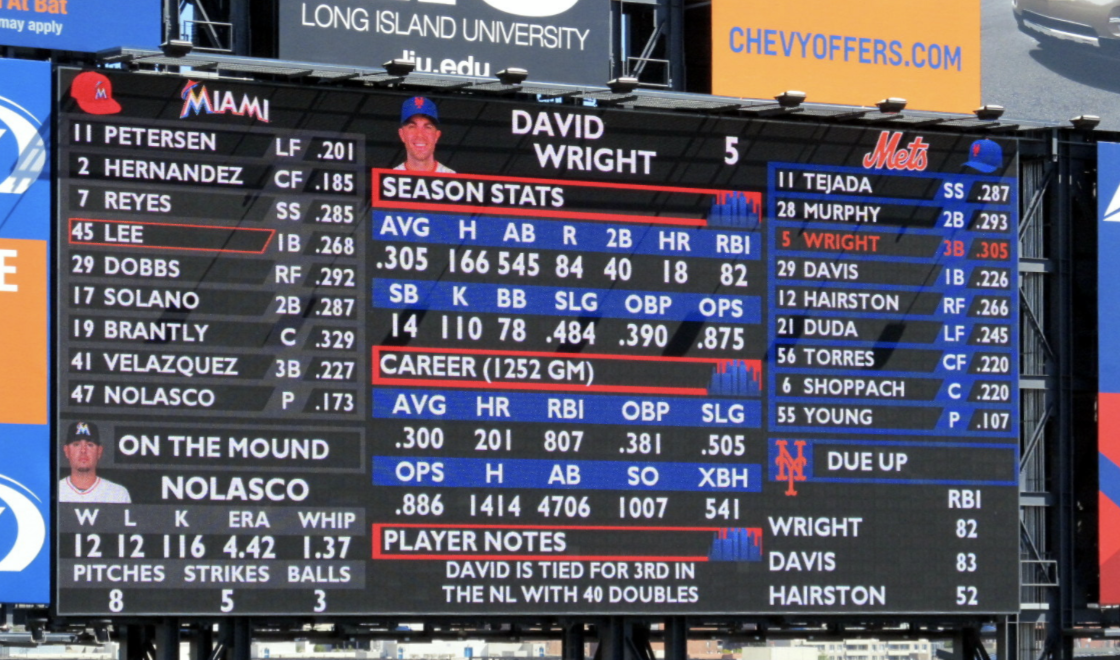 At Bat
may apply
LONG ISLAND UNIVERSITY
liu.edu
CHEVYOFFERS.COM
E
M
MIAMI
11 PETERSEN LF .201
2 HERNANDEZ CF .185
7 REYES SS .285
45 LEE 1B .268
29 DOBBS RF .292
17 SOLANO 2B .287
19 BRANTLY C .329
41 VELAZQUEZ 3B .227
47 NOLASCO P .173
ON THE MOUND
NOLASCO
W L K ERA WHIP
12 12 116 4.42 1.37
PITCHES STRIKES BALLS
8 5 3
DAVID
WRIGHT 5
SEASON STATS
AVG H AB R 2B HR RBI
.305 166 545 84 40 18 82
SB K BB SLG OBP OPS
14 110 78 .484 .390 .875
CAREER (1252 GM)
AVG HR RBI OBP SLG
.300 201 807 .381 .505
OPS H AB SO XBH
.886 1414 4706 1007 541
PLAYER NOTES
DAVID IS TIED FOR 3RD IN
THE NL WITH 40 DOUBLES
Mets
11 TEJADA SS .287
28 MURPHY 2B .293
5 WRIGHT 3B .305
29 DAVIS 1B .226
12 HAIRSTON RF .266
21 DUDA LF .245
56 TORRES CF .220
6 SHOPPACH C .220
55 YOUNG P .107
NY DUE UP
RBI
WRIGHT 82
DAVIS 83
HAIRSTON 52